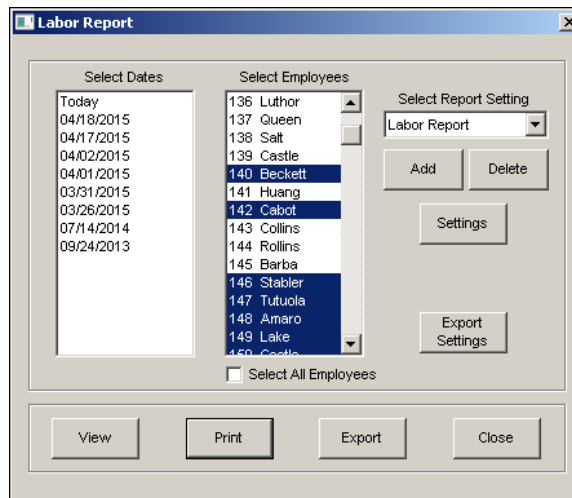 Labor Report
Select Dates
Today
04/18/2015
04/17/2015
04/02/2015
04/01/2015
03/31/2015
03/26/2015
07/14/2014
09/24/2013
Select Employees
136 Luthor
137 Queen
138 Salt
139 Castle
140 Beckett
141 Huang
142 Cabot
143 Collins
144 Rollins
145 Barba
146 Stabler
147 Tutuola
148 Amaro
149 Lake
Select All Employees
Select Report Setting
Labor Report
Add
Delete
Settings
Export
Settings
View
Print
Export
Close